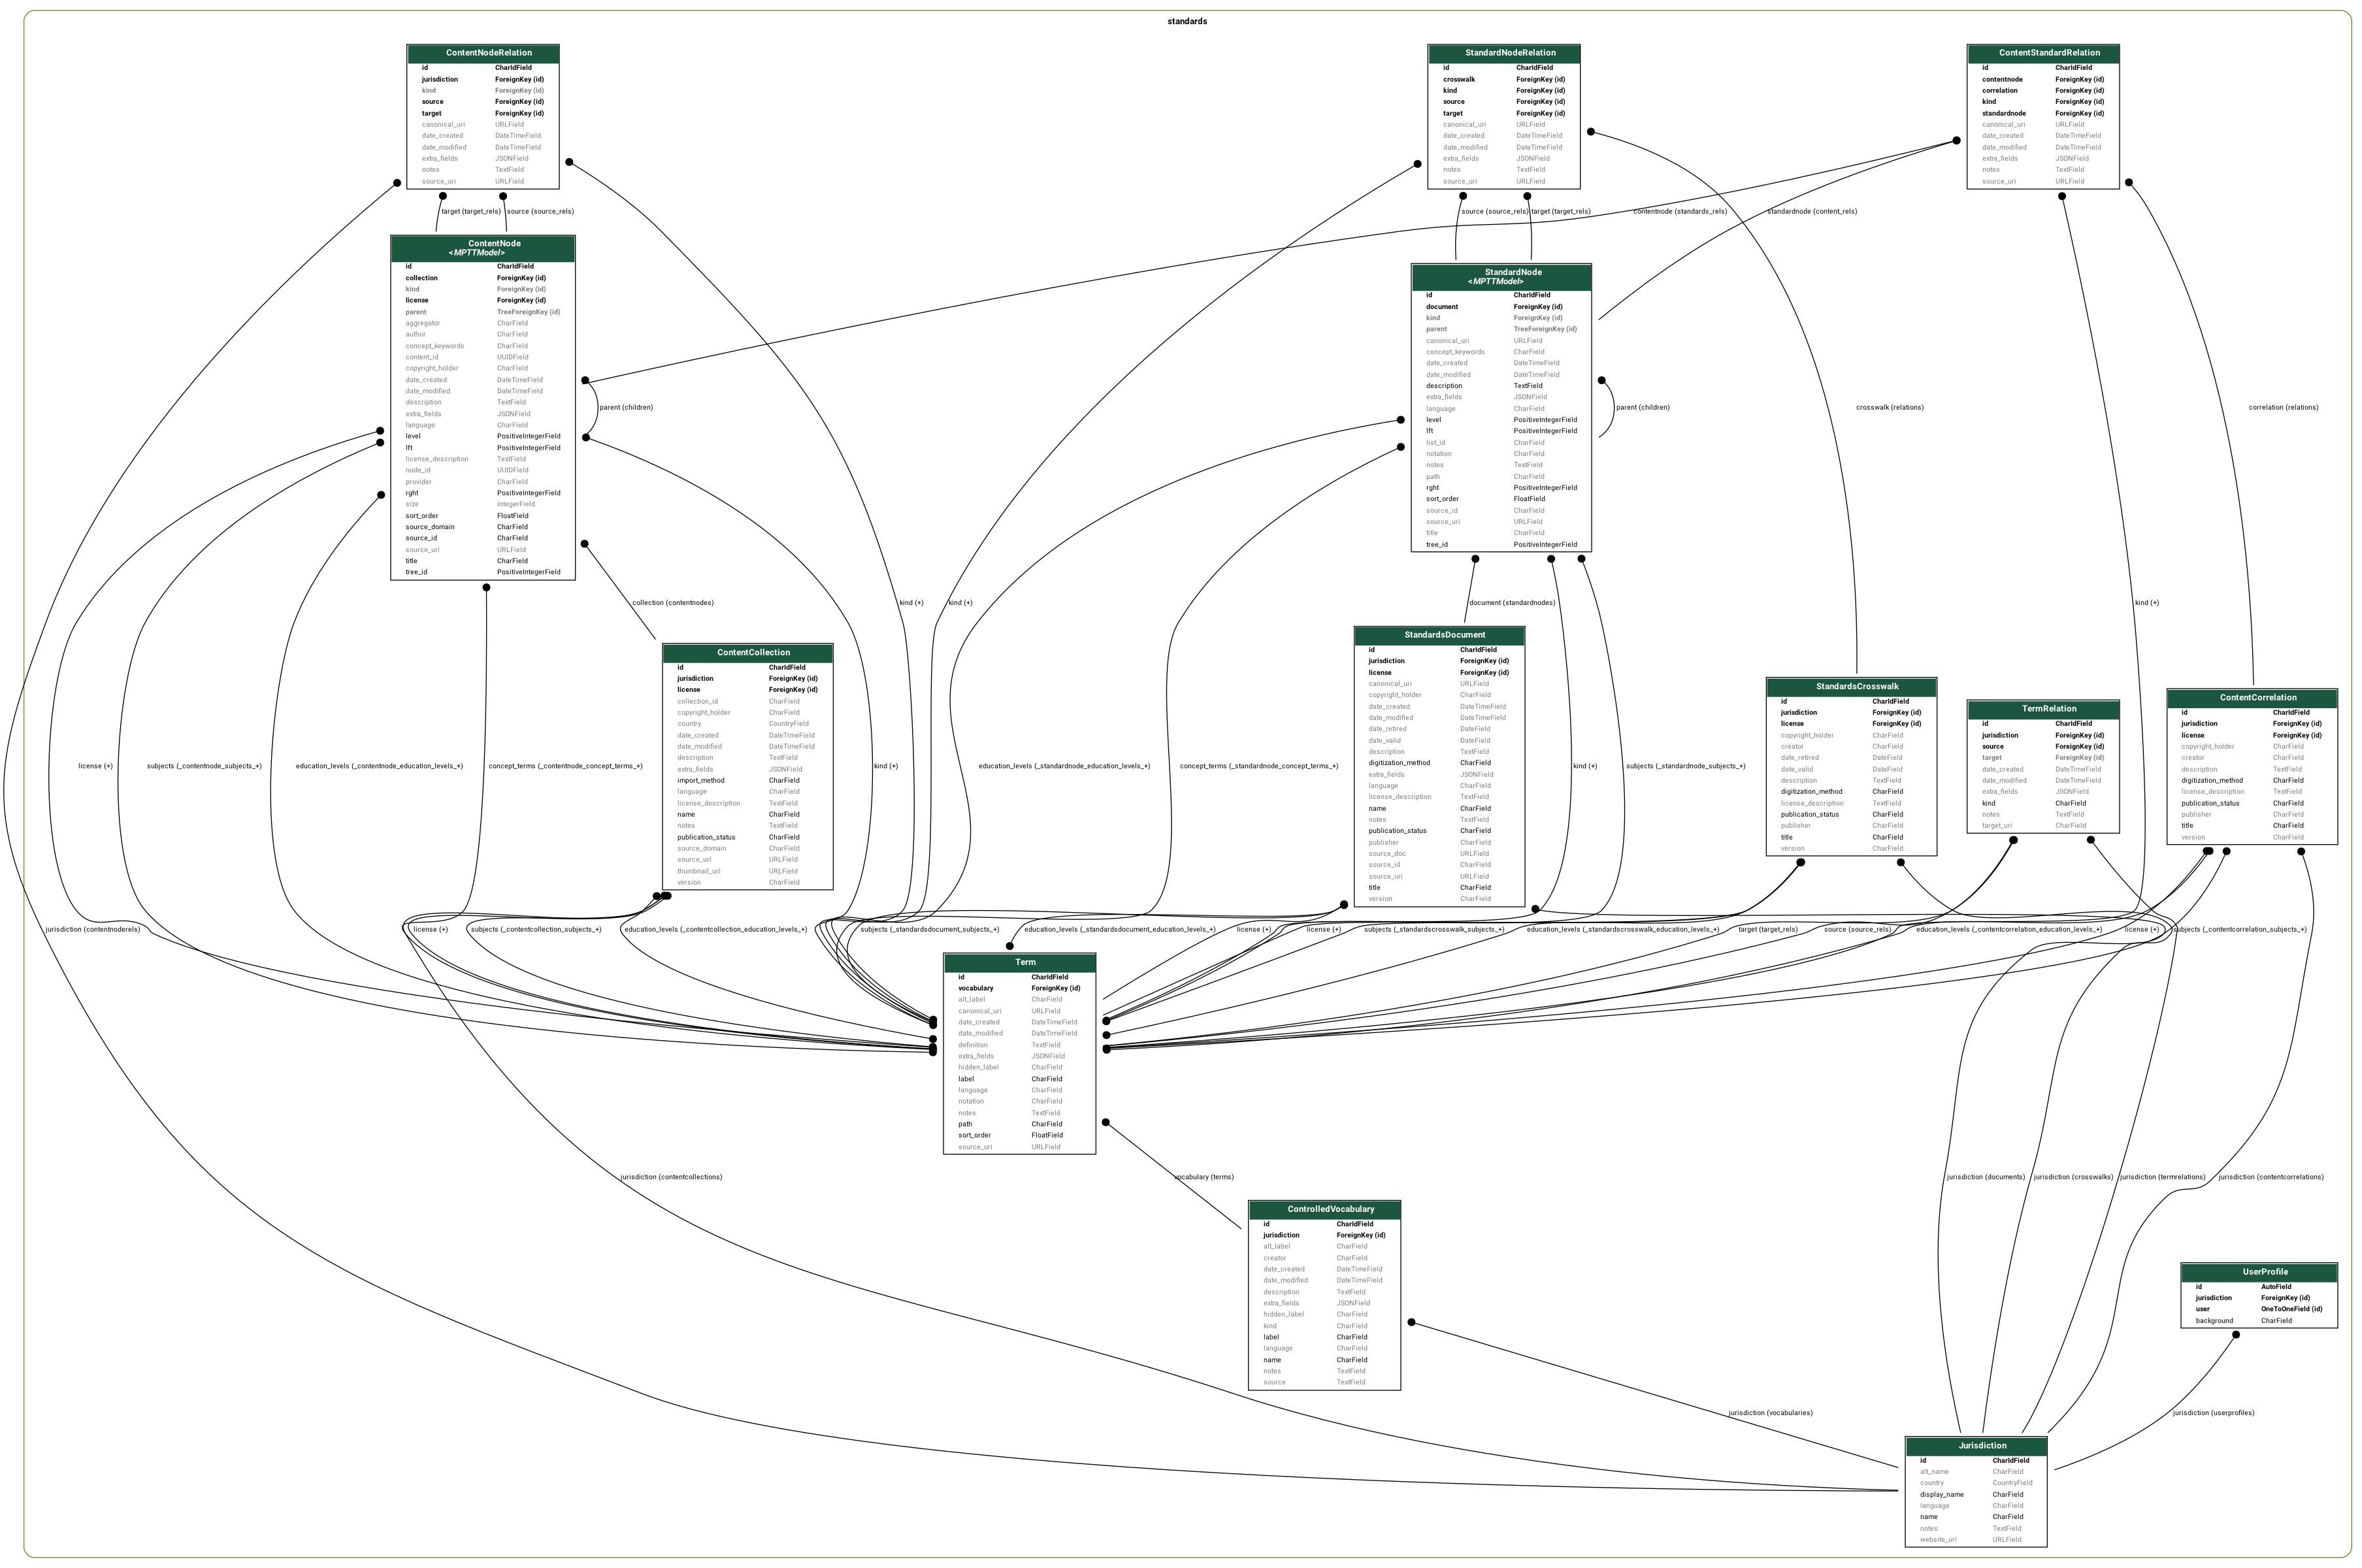 standards
ContentNodeRelation
id CharIdField
jurisdiction ForeignKey (id)
kind ForeignKey (id)
source ForeignKey (id)
target ForeignKey (id)
canonical_uri URLField
date_created DateTimeField
date_modified DateTimeField
extra_fields JSONField
notes TextField
source_uri URLField
StandardNodeRelation
id CharIdField
crosswalk ForeignKey (id)
kind ForeignKey (id)
source ForeignKey (id)
target ForeignKey (id)
canonical_uri URLField
date_created DateTimeField
date_modified DateTimeField
extra_fields JSONField
notes TextField
source_uri URLField
ContentStandardRelation
id CharIdField
contentnode ForeignKey (id)
correlation ForeignKey (id)
kind ForeignKey (id)
standardnode ForeignKey (id)
canonical_uri URLField
date_created DateTimeField
date_modified DateTimeField
extra_fields JSONField
notes TextField
source_uri URLField
target (target_rels) source (source_rels) source (source_rels) target (target_rels) contentnode (standards_rels) standardnode (content_rels)
ContentNode
<MPTTModel>
id CharIdField
collection ForeignKey (id)
kind ForeignKey (id)
license ForeignKey (id)
parent TreeForeignKey (id)
aggregator CharField
author CharField
concept_keywords CharField
content_id UUIDField
copyright_holder CharField
date_created DateTimeField
date_modified DateTimeField
description TextField
extra_fields JSONField
language CharField
level PositiveIntegerField
lft PositiveIntegerField
license_description TextField
node_id UUIDField
provider CharField
rght PositiveIntegerField
size IntegerField
sort_order FloatField
source_domain CharField
source_id CharField
source_url URLField
title CharField
tree_id PositiveIntegerField
StandardNode
<MPTTModel>
id CharIdField
document ForeignKey (id)
kind ForeignKey (id)
parent TreeForeignKey (id)
canonical_uri URLField
concept_keywords CharField
date_created DateTimeField
date_modified DateTimeField
description TextField
extra_fields JSONField
language CharField
level PositiveIntegerField
lft PositiveIntegerField
list_id CharField
notation CharField
notes TextField
path CharField
rght PositiveIntegerField
sort_order FloatField
source_id CharField
source_uri URLField
title CharField
tree_id PositiveIntegerField
parent (children) parent (children) crosswalk (relations) correlation (relations)
collection (contentnodes) kind (+) kind (+) document (standardnodes) kind (+)
ContentCollection
id CharIdField
jurisdiction ForeignKey (id)
license ForeignKey (id)
collection_id CharField
copyright_holder CharField
country CountryField
date_created DateTimeField
date_modified DateTimeField
description TextField
extra_fields JSONField
import_method CharField
language CharField
license_description TextField
name CharField
notes TextField
publication_status CharField
source_domain CharField
source_url URLField
thumbnail_url URLField
version CharField
StandardsDocument
id CharIdField
jurisdiction ForeignKey (id)
license ForeignKey (id)
canonical_uri URLField
copyright_holder CharField
date_created DateTimeField
date_modified DateTimeField
date_retired DateField
date_valid DateField
description TextField
digitization_method CharField
extra_fields JSONField
language CharField
license_description TextField
name CharField
notes TextField
publication_status CharField
publisher CharField
source_doc URLField
source_id CharField
source_uri URLField
title CharField
version CharField
StandardsCrosswalk
id CharIdField
jurisdiction ForeignKey (id)
license ForeignKey (id)
copyright_holder CharField
creator CharField
date_retired DateField
date_valid DateField
description TextField
digitization_method CharField
license_description TextField
publication_status CharField
publisher CharField
title CharField
version CharField
TermRelation
id CharIdField
jurisdiction ForeignKey (id)
source ForeignKey (id)
target ForeignKey (id)
date_created DateTimeField
date_modified DateTimeField
extra_fields JSONField
kind CharField
notes TextField
target_uri CharField
ContentCorrelation
id CharIdField
jurisdiction ForeignKey (id)
license ForeignKey (id)
copyright_holder CharField
creator CharField
description TextField
digitization_method CharField
license_description TextField
publication_status CharField
publisher CharField
title CharField
version CharField
license (+) subjects (_contentnode_subjects_+) education_levels (_contentnode_education_levels_+) concept_terms (_contentnode_concept_terms_+) kind (+) education_levels (_standardnode_education_levels_+) concept_terms (_standardnode_concept_terms_+) kind (+) subjects (_standardnode_subjects_+)
jurisdiction (contentnoderels) license (+) subjects (_contentcollection_subjects_+) education_levels (_contentcollection_education_levels_+) subjects (_standardsdocument_subjects_+) education_levels (_standardsdocument_education_levels_+) license (+) license (+) subjects (_standardscrosswalk_subjects_+) education_levels (_standardscrosswalk_education_levels_+) target (target_rels) source (source_rels) education_levels (_contentcorrelation_education_levels_+) license (+) subjects (_contentcorrelation_subjects_+)
Term
id CharIdField
vocabulary ForeignKey (id)
alt_label CharField
canonical_uri URLField
date_created DateTimeField
date_modified DateTimeField
definition TextField
extra_fields JSONField
hidden_label CharField
label CharField
language CharField
notation CharField
notes TextField
path CharField
sort_order FloatField
source_uri URLField
jurisdiction (contentcollections) vocabulary (terms) jurisdiction (documents) jurisdiction (crosswalks) jurisdiction (termrelations) jurisdiction (contentcorrelations)
ControlledVocabulary
id CharIdField
jurisdiction ForeignKey (id)
alt_label CharField
creator CharField
date_created DateTimeField
date_modified DateTimeField
description TextField
extra_fields JSONField
hidden_label CharField
kind CharField
label CharField
language CharField
name CharField
notes TextField
source TextField
UserProfile
id AutoField
jurisdiction ForeignKey (id)
user OneToOneField (id)
background CharField
jurisdiction (vocabularies) jurisdiction (userprofiles)
Jurisdiction
id CharIdField
alt_name CharField
country CountryField
display_name CharField
language CharField
name CharField
notes TextField
website_url URLField